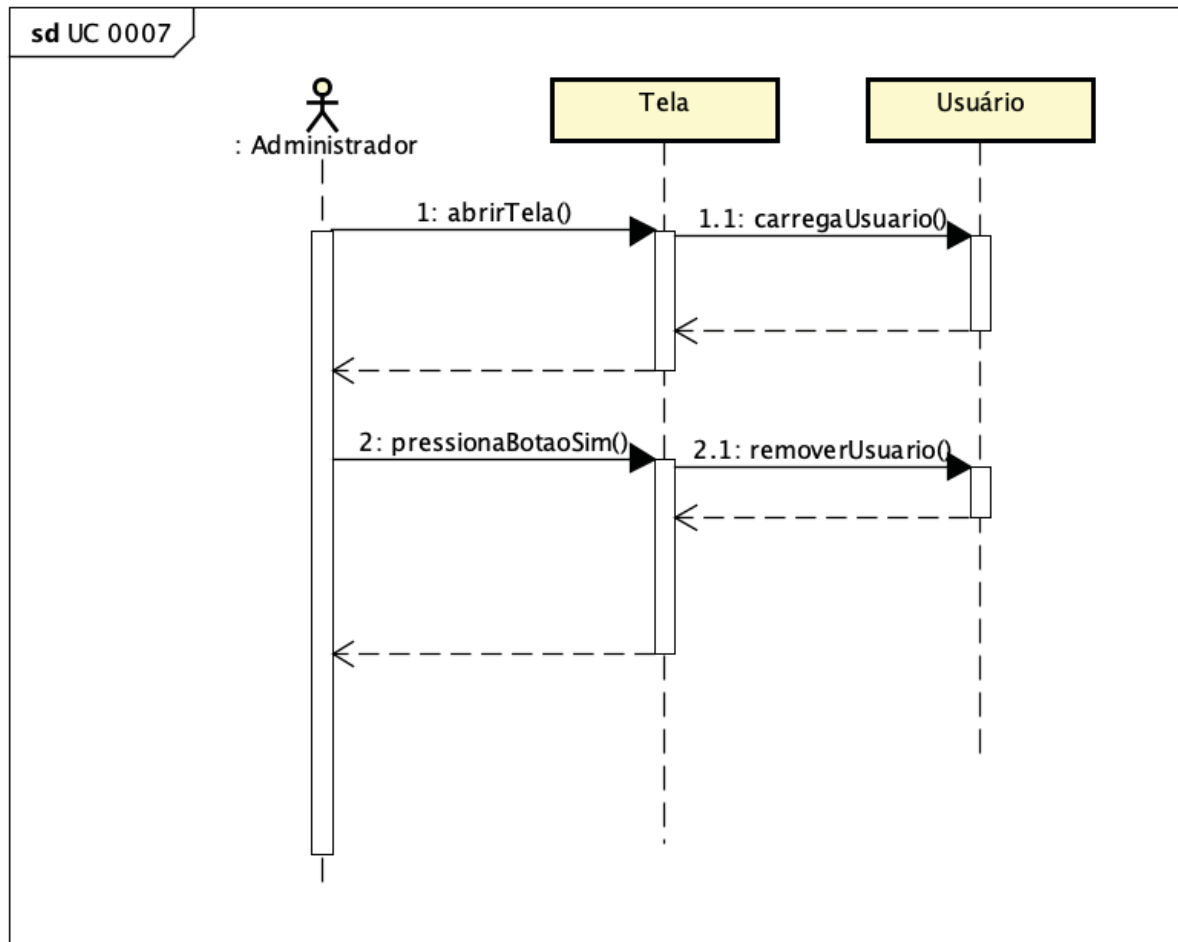 sd UC 0007
: Administrador
Tela
Usuário
1: abrirTela()
1.1: carregaUsuario()
2: pressionaBotaoSim()
2.1: removerUsuario()